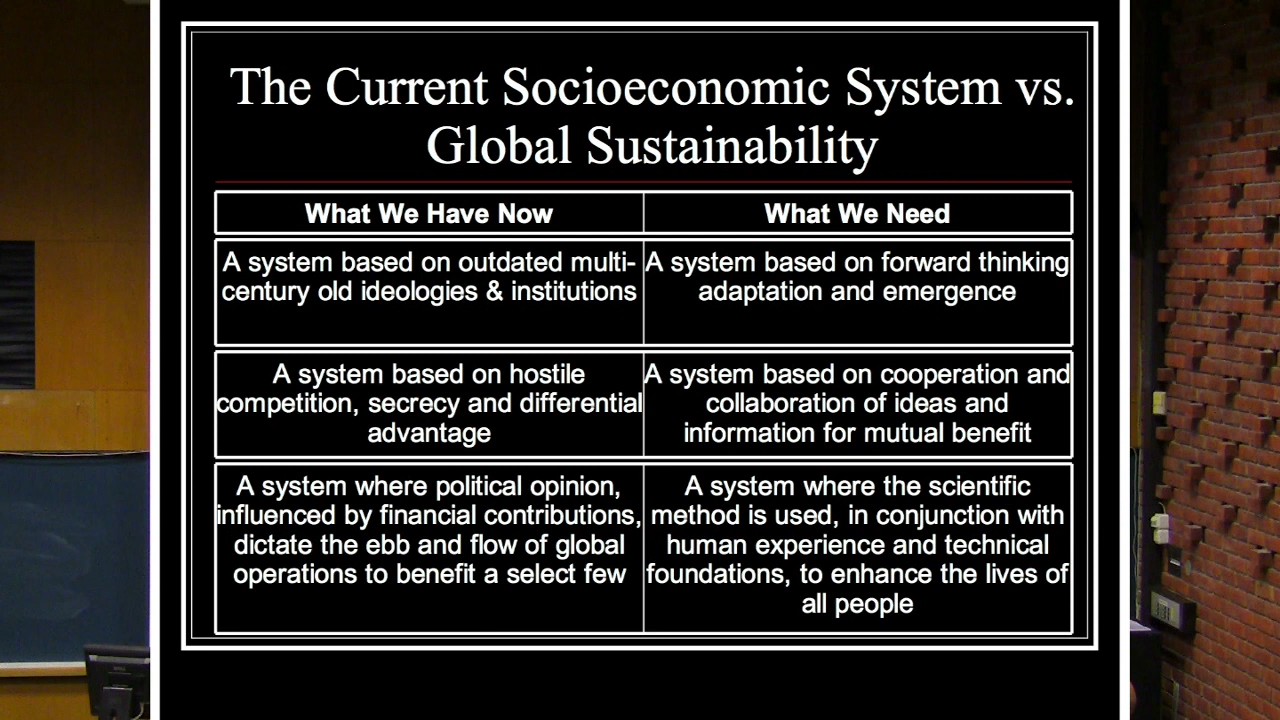 The Current Socioeconomic System vs.
Global Sustainability
What We Have Now
What We Need
A system based on outdated multi-
century old ideologies & institutions
A system based on forward thinking
adaptation and emergence
A system based on hostile
competition, secrecy and differential
advantage
A system based on cooperation and
collaboration of ideas and
information for mutual benefit
A system where political opinion,
influenced by financial contributions,
dictate the ebb and flow of global
operations to benefit a select few
A system where the scientific
method is used, in conjunction with
human experience and technical
foundations, to enhance the lives of
all people